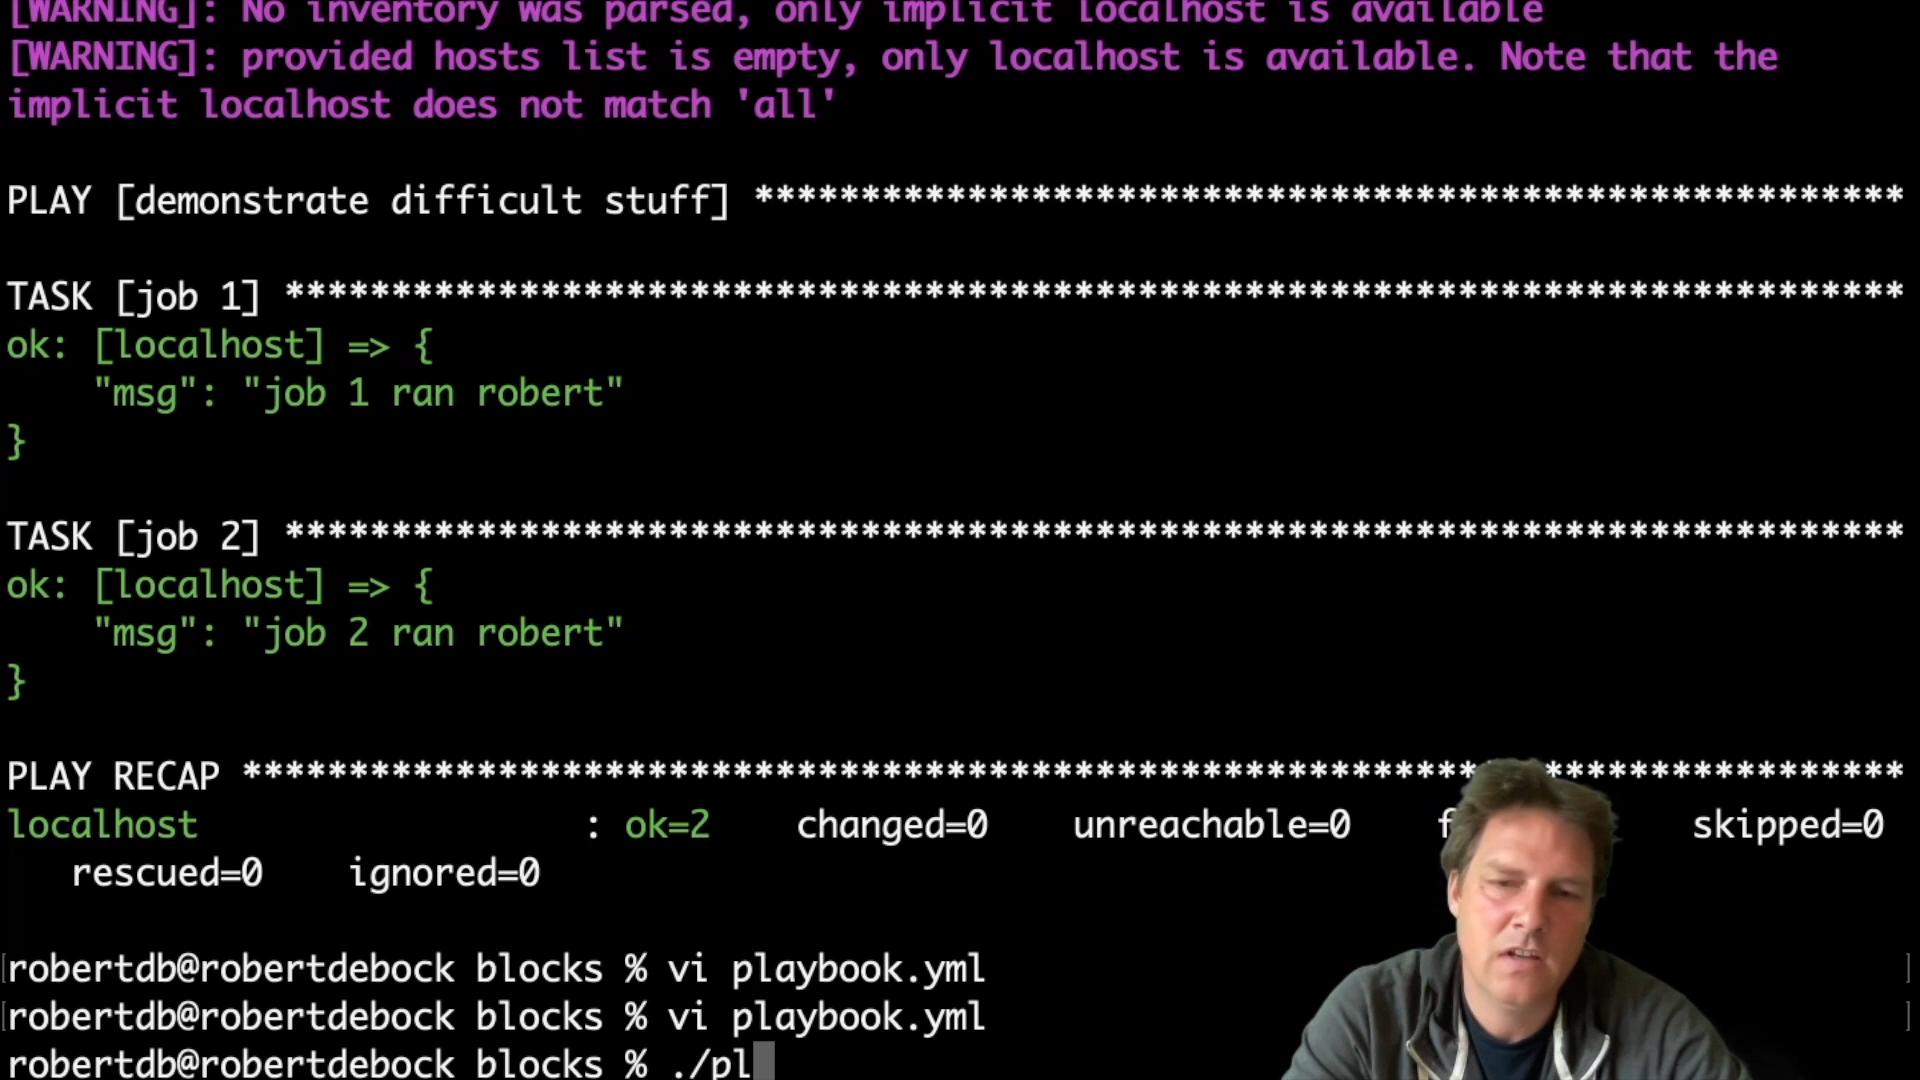 [WARNING]: No inventory was parsed, only implicit localhost is available
[WARNING]: provided hosts list is empty, only localhost is available. Note that the
implicit localhost does not match 'all'
PLAY [demonstrate difficult stuff] ******************************************************
TASK [job 1] ****************************************************************************
ok: [localhost] => {
    "msg": "job 1 ran robert"
}
TASK [job 2] ****************************************************************************
ok: [localhost] => {
    "msg": "job 2 ran robert"
}
PLAY RECAP ******************************************************************************
localhost                  : ok=2    changed=0    unreachable=0    skipped=0
   rescued=0    ignored=0
[robertdb@robertdebock blocks % vi playbook.yml ]
[robertdb@robertdebock blocks % vi playbook.yml ]
robertdb@robertdebock blocks % ./pl